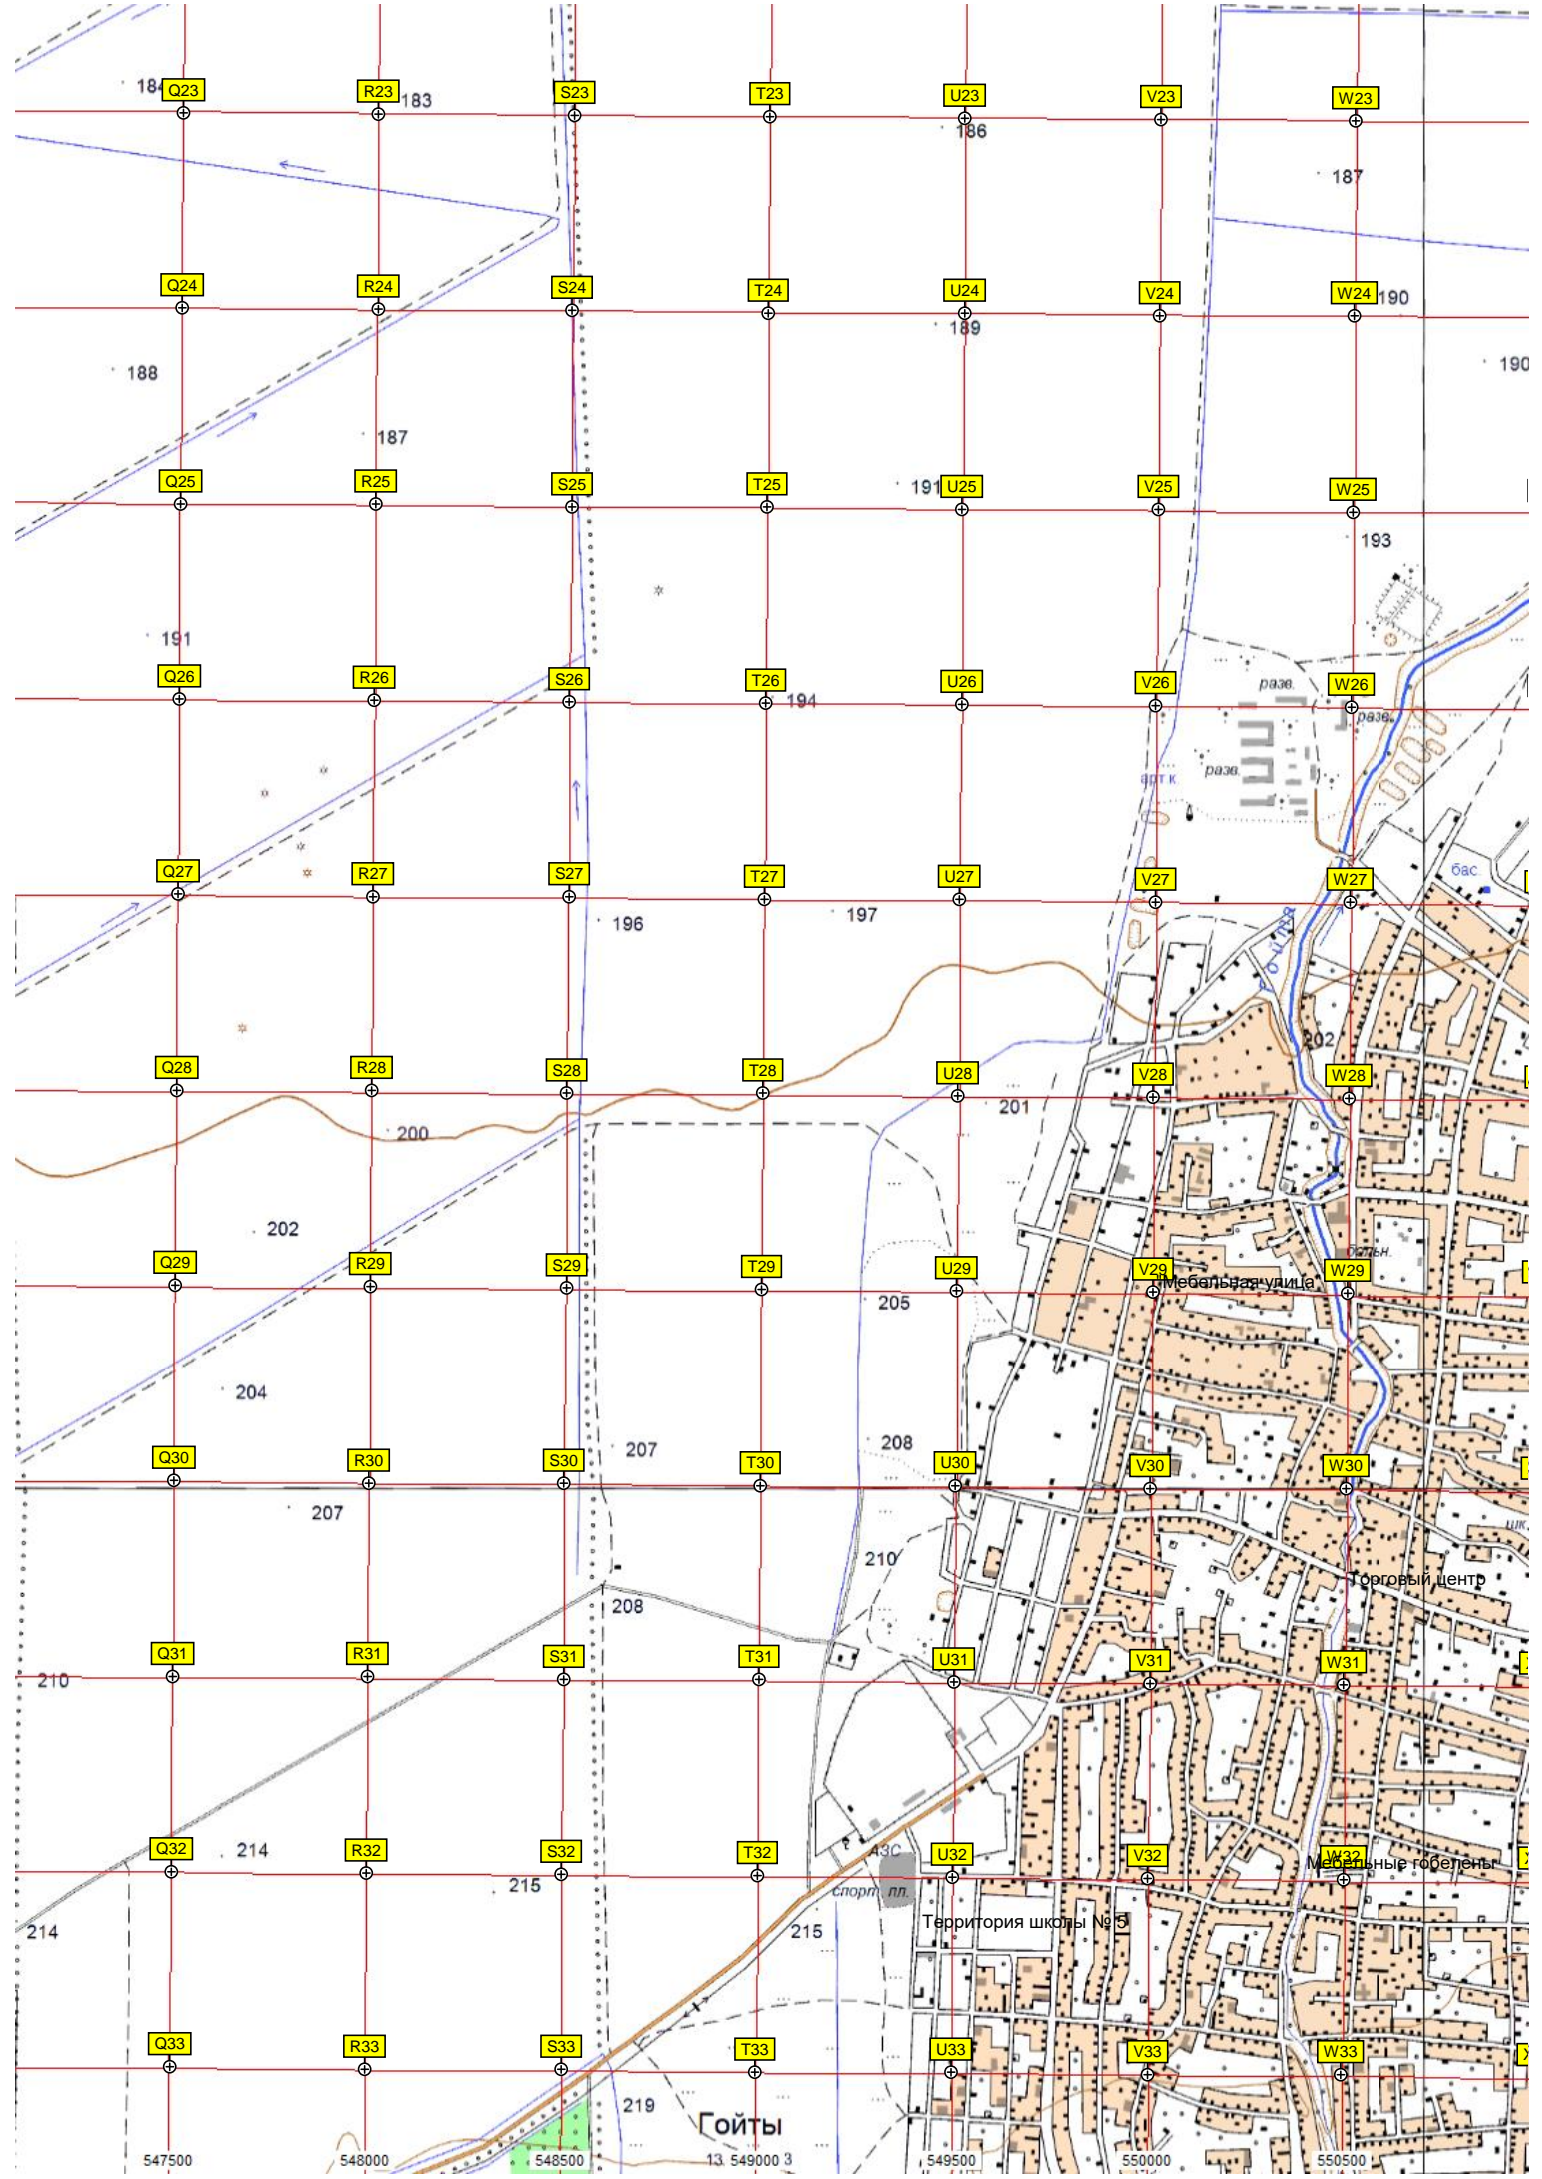 184 Q23 R23 183 S23 T23 U23 V23 W23
186
187
Q24 R24 S24 T24 U24 V24 W24 190
189
188 190
187
Q25 R25 S25 T25 191 U25 V25 W25
193
191
Q26 R26 S26 T26 194 U26 V26 разв. W26
разв.
арт к. разв.
Q27 R27 S27 T27 U27 V27 W27 бас.
196 197
Гойта
202
Q28 R28 S28 T28 U28 V28 W28
200 201
202
больн.
Q29 R29 S29 T29 U29 V29 W29
Мебельная улица
205
204
207 208
Q30 R30 S30 T30 U30 V30 W30
207
шк.
210
Торговый центр
208
Q31 R31 S31 T31 U31 V31 W31
210
Q32 214 R32 S32 T32 АЗС U32 V32 W32
Мебельные гобелены
215 спорт. пл.
214 215 Территория школы № 5
Q33 R33 S33 T33 U33 V33 W33
219
Гойты
13. 3
547500 548000 548500 549000 549500 550000 550500